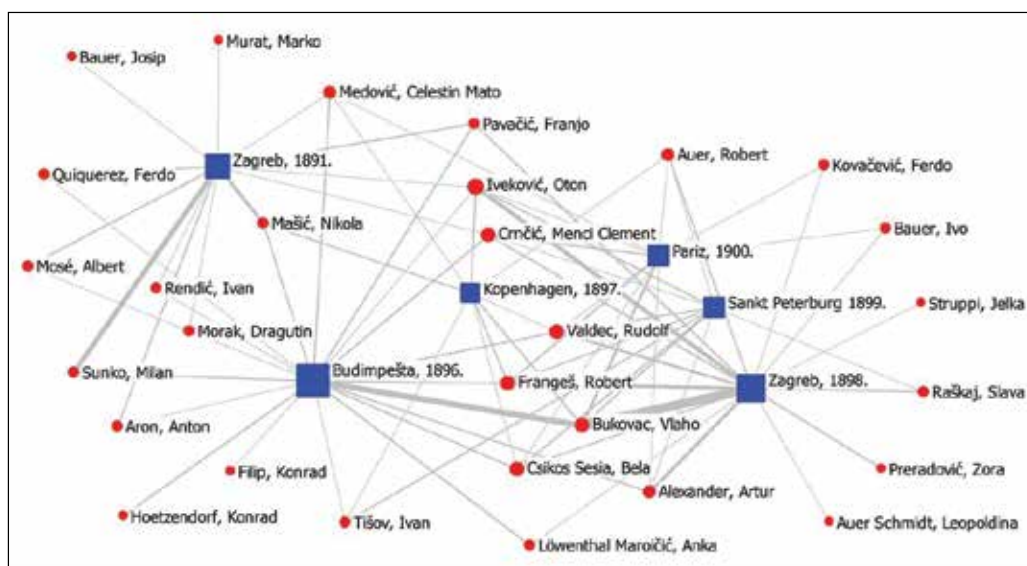 Murat, Marko
Bauer, Josip
Medović, Celestin Mato
Pavačić, Franjo
Auer, Robert
Zagreb, 1891.
Kovačević, Ferdo
Quiquerez, Ferdo
Iveković, Oton
Mašić, Nikola
Bauer, Ivo
Crnčić, Menci Clement
Pariz, 1900.
Mosé, Albert
Rendić, Ivan
Kopenhagen, 1897.
Sankt Peterburg 1899.
Struppi, Jelka
Morak, Dragutin
Valdec, Rudolf
Sunko, Milan
Budimpešta, 1896.
Frangeš, Robert
Zagreb, 1898.
Raškaj, Slava
Aron, Anton
Bukovac, Vlaho
Filip, Konrad
Csikos Sesia, Bela
Preradović, Zora
Alexander, Artur
Hoetzendorf, Konrad
Tišov, Ivan
Auer Schmidt, Leopoldina
Löwenthal Maroičić, Anka